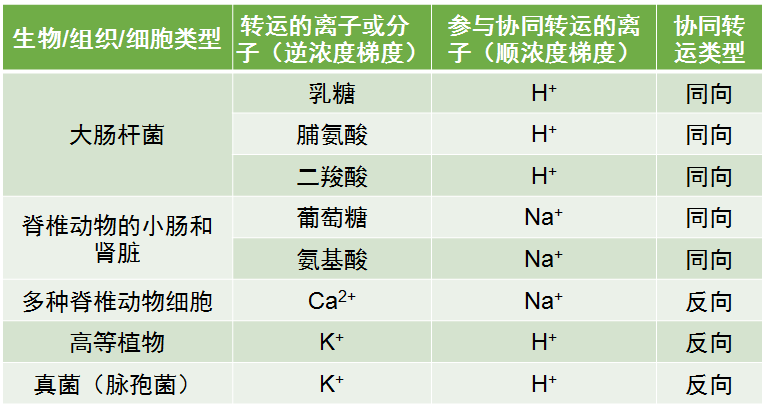 生物/组织/细胞类型 转运的离子或分子（逆浓度梯度） 参与协同转运的离子（顺浓度梯度） 协同转运类型
大肠杆菌 乳糖 H⁺ 同向
脯氨酸 H⁺ 同向
二羧酸 H⁺ 同向
脊椎动物的小肠和肾脏 葡萄糖 Na⁺ 同向
氨基酸 Na⁺ 同向
多种脊椎动物细胞 Ca²⁺ Na⁺ 反向
高等植物 K⁺ H⁺ 反向
真菌（脉孢菌） K⁺ H⁺ 反向